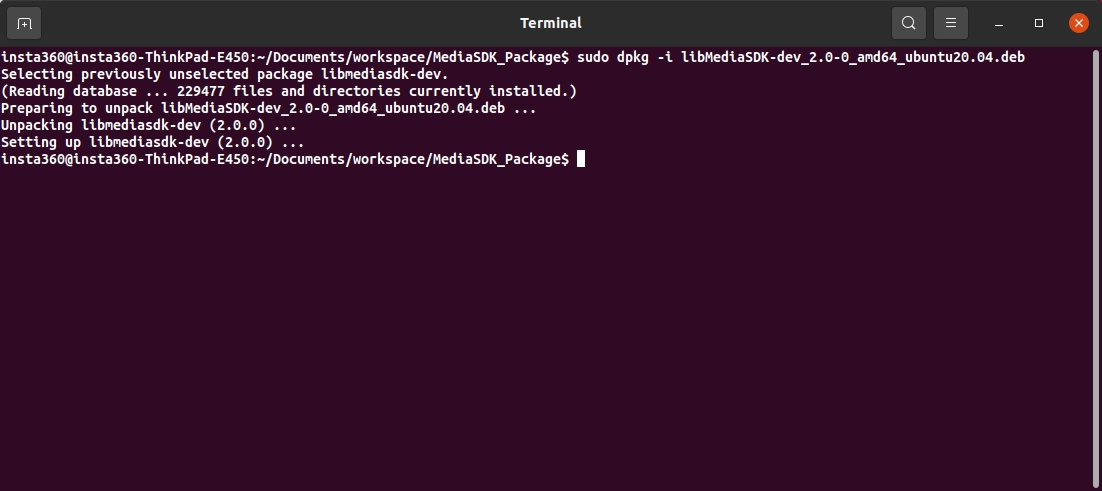 Terminal
insta360@insta360-ThinkPad-E450:~/Documents/workspace/MediaSDK_Package$ sudo dpkg -i libMediaSDK-dev_2.0-0_amd64_ubuntu20.04.deb
Selecting previously unselected package libmediasdk-dev.
(Reading database ... 229477 files and directories currently installed.)
Preparing to unpack libMediaSDK-dev_2.0-0_amd64_ubuntu20.04.deb ...
Unpacking libmediasdk-dev (2.0.0) ...
Setting up libmediasdk-dev (2.0.0) ...
insta360@insta360-ThinkPad-E450:~/Documents/workspace/MediaSDK_Package$